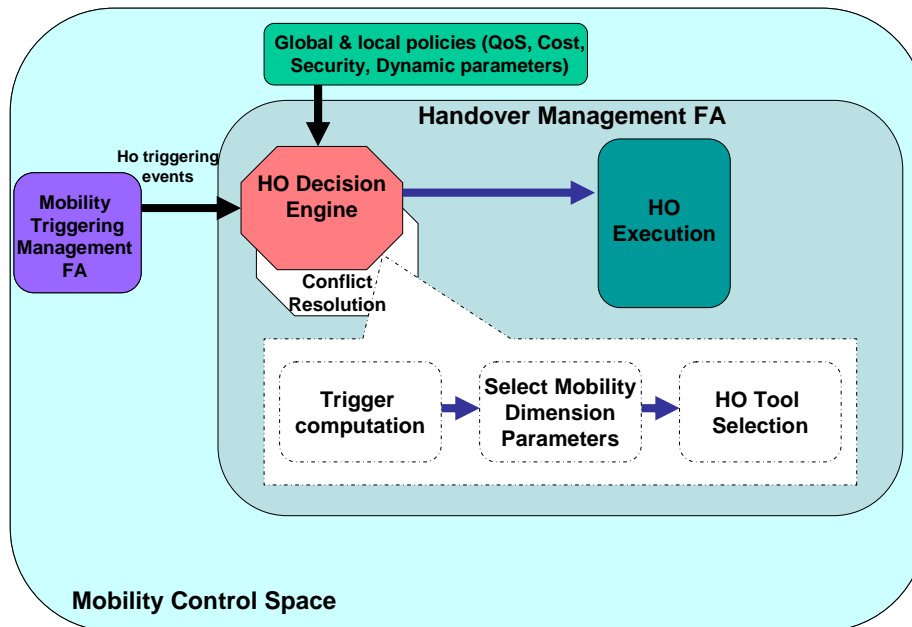 Global & local policies (QoS, Cost,
Security, Dynamic parameters)
Handover Management FA
Ho triggering
events
Mobility
Triggering
Management
FA
HO Decision
Engine
HO
Execution
Conflict
Resolution
Trigger
computation
Select Mobility
Dimension
Parameters
HO Tool
Selection
Mobility Control Space